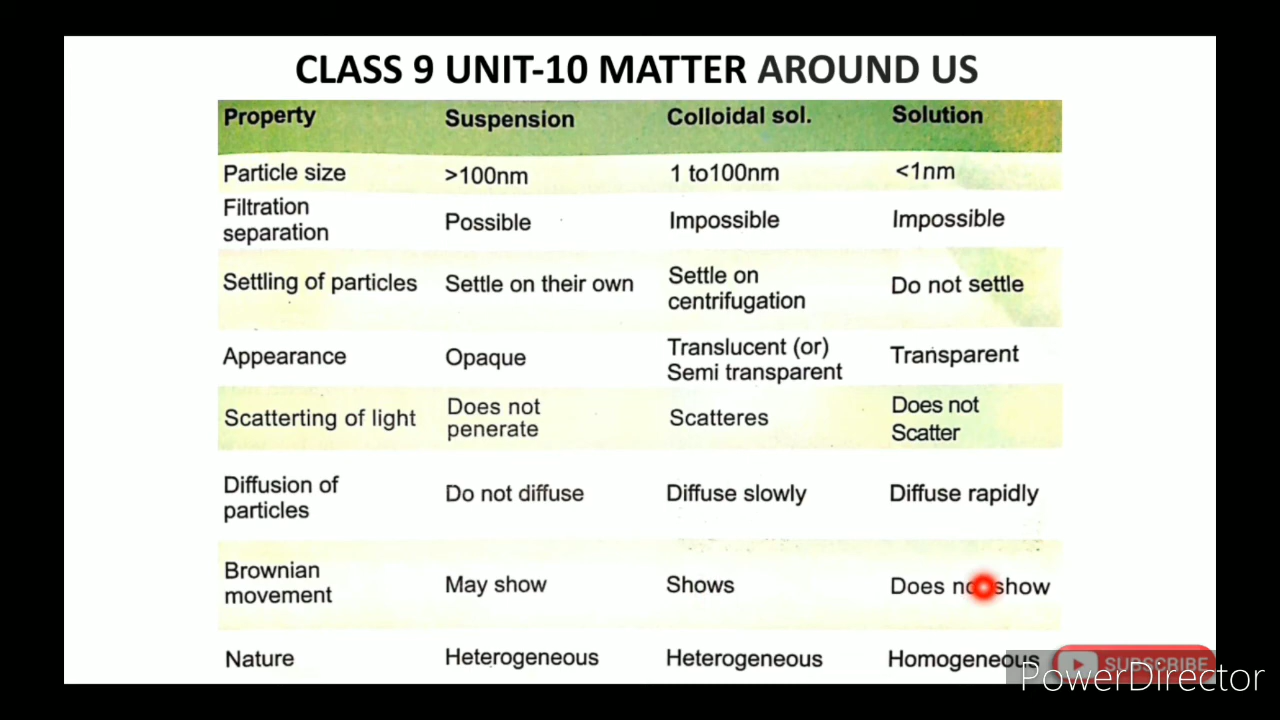 CLASS 9 UNIT-10 MATTER AROUND US
Property Suspension Colloidal sol. Solution
Particle size >100nm 1 to100nm <1nm
Filtration
separation Possible Impossible Impossible
Settling of particles Settle on their own Settle on
centrifugation Do not settle
Appearance Opaque Translucent (or)
Semi transparent Transparent
Scatterting of light Does not
penerate Scatteres Does not
Scatter
Diffusion of
particles Do not diffuse Diffuse slowly Diffuse rapidly
Brownian
movement May show Shows Does not show
Nature Heterogeneous Heterogeneous Homogeneous
SUBSCRIBE
PowerDirector